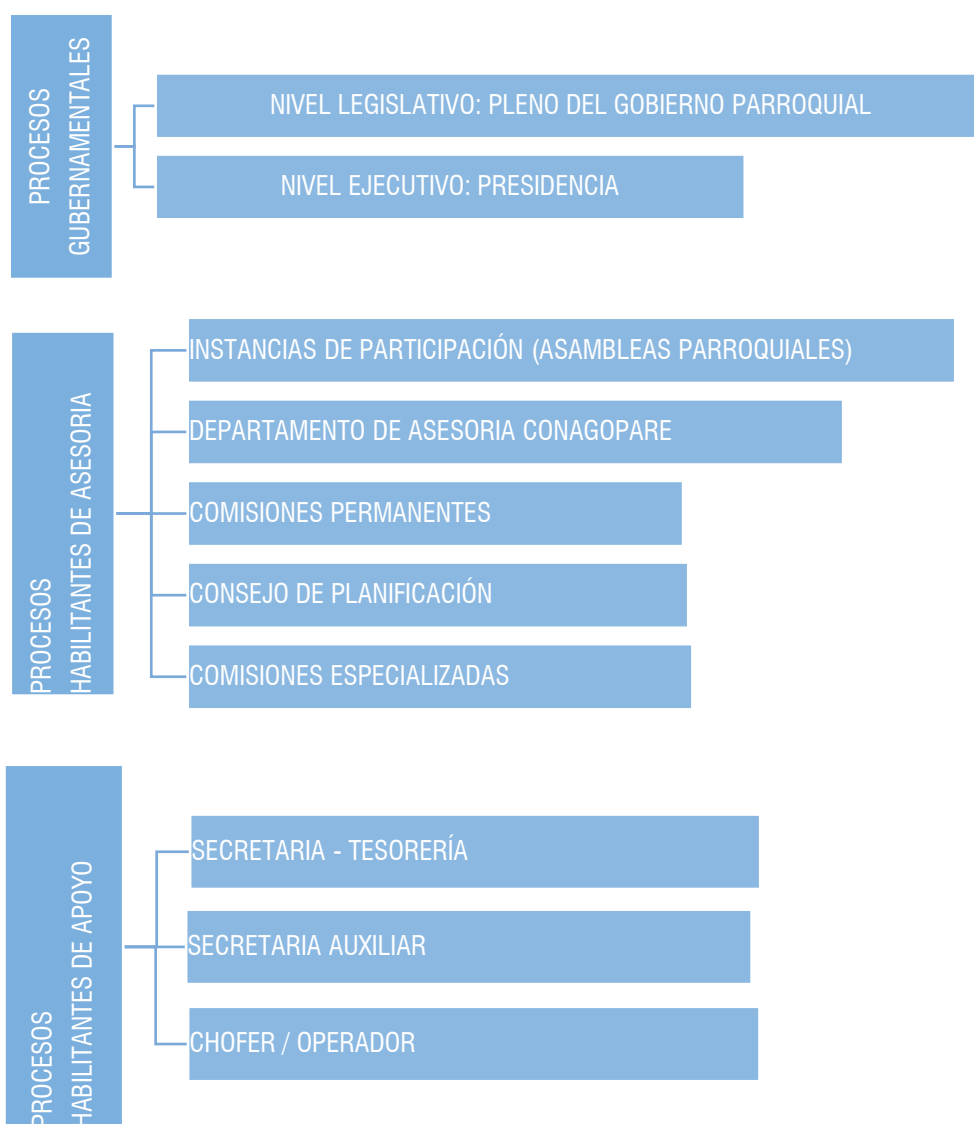 PROCESOS
GUBERNAMENTALES
NIVEL LEGISLATIVO: PLENO DEL GOBIERNO PARROQUIAL
NIVEL EJECUTIVO: PRESIDENCIA
PROCESOS
HABILITANTES DE ASESORIA
INSTANCIAS DE PARTICIPACIÓN (ASAMBLEAS PARROQUIALES)
DEPARTAMENTO DE ASESORIA CONAGOPARE
COMISIONES PERMANENTES
CONSEJO DE PLANIFICACIÓN
COMISIONES ESPECIALIZADAS
PROCESOS
HABILITANTES DE APOYO
SECRETARIA - TESORERÍA
SECRETARIA AUXILIAR
CHOFER / OPERADOR